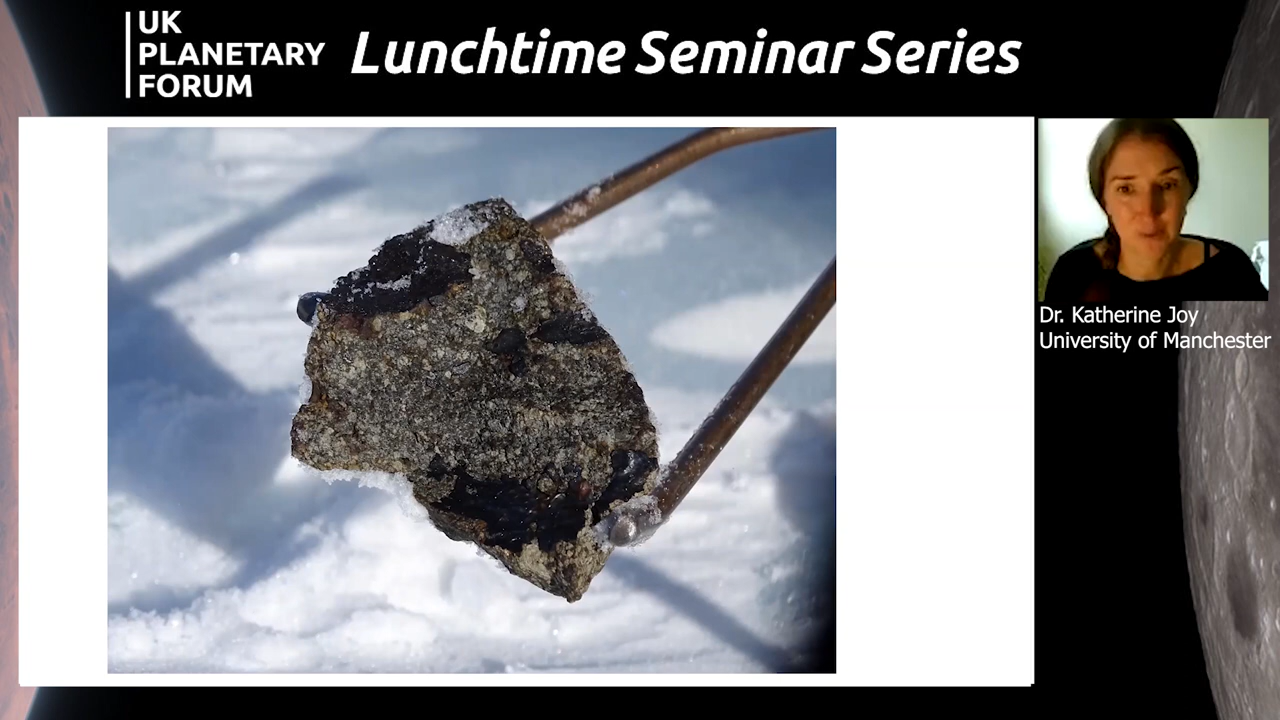 UK
PLANETARY
FORUM
Lunchtime Seminar Series
Dr. Katherine Joy
University of Manchester